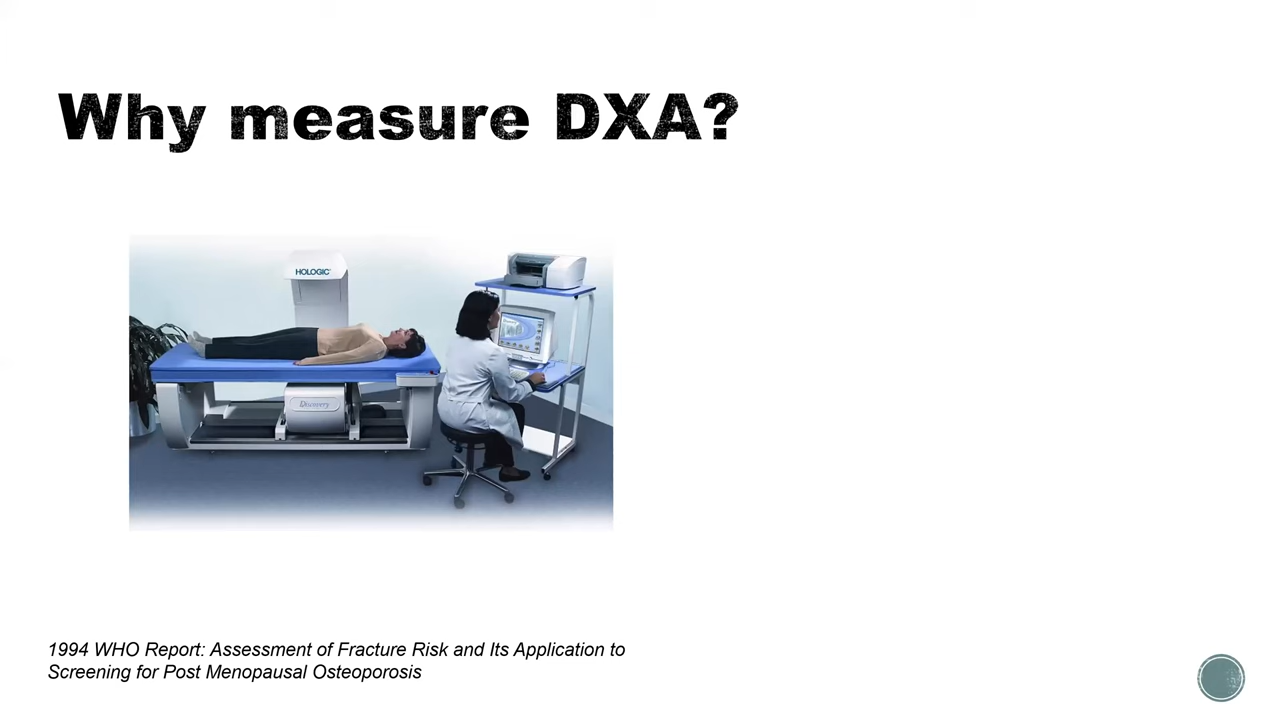 Why measure DXA?
HOLOGIC
Discovery
1994 WHO Report: Assessment of Fracture Risk and Its Application to
Screening for Post Menopausal Osteoporosis